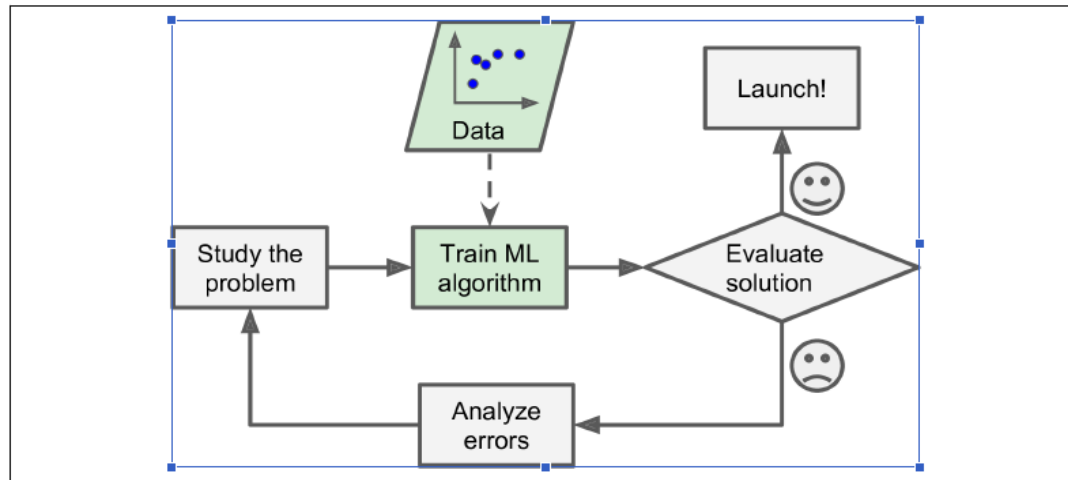 Data
Launch!
Study the
problem
Train ML
algorithm
Evaluate
solution
Analyze
errors